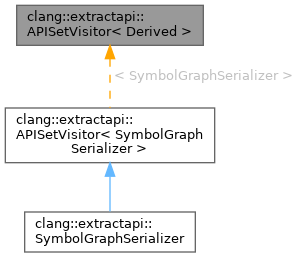 clang::extractapi::
APISetVisitor< Derived >
< SymbolGraphSerializer >
clang::extractapi::
APISetVisitor< SymbolGraph
Serializer >
clang::extractapi::
SymbolGraphSerializer